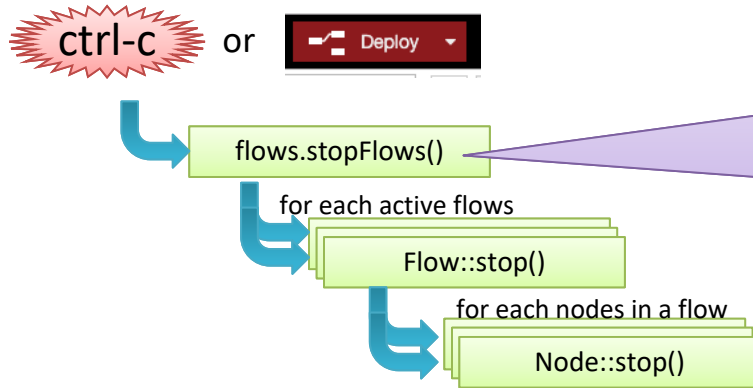 ctrl-c or Deploy
flows.stopFlows()
for each active flows
Flow::stop()
for each nodes in a flow
Node::stop()